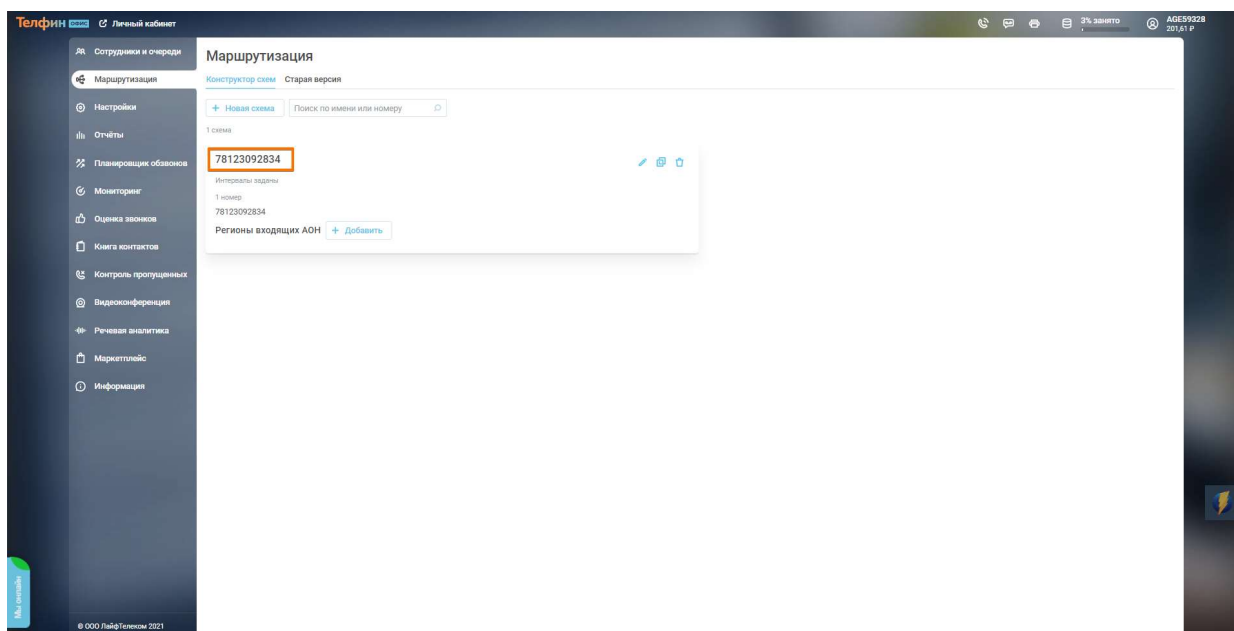 Телфин ОФИС Личный кабинет
3% занято
AGE59328
201,61 ₽
Сотрудники и очереди
Маршрутизация
Настройки
Отчёты
Планировщик обзвонов
Мониторинг
Оценка звонков
Книга контактов
Контроль пропущенных
Видеоконференция
Речевая аналитика
Маркетплейс
Информация
© ООО ЛайфТелеком 2021
Мы онлайн
Маршрутизация
Конструктор схем Старая версия
+ Новая схема Поиск по имени или номеру
1 схема
78123092834
Интервалы заданы
1 номер
78123092834
Регионы входящих АОН + Добавить